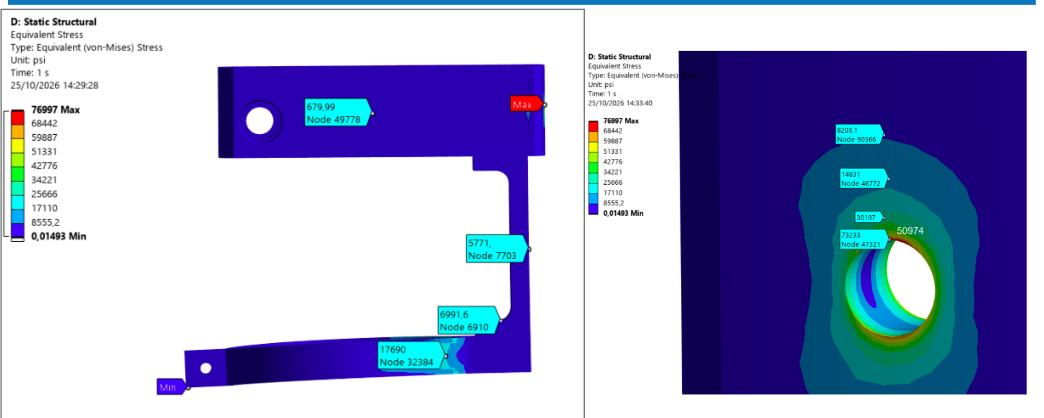 D: Static Structural
Equivalent Stress
Type: Equivalent (von-Mises) Stress
Unit: psi
Time: 1 s
25/10/2026 14:29:28
76997 Max
68442
59887
51331
42776
34221
25666
17110
8555,2
0,01493 Min
679,99
Node 49778
Max
5771,
Node 7703
6991,6
Node 6910
17690
Node 32384
Min
D: Static Structural
Equivalent Stress
Type: Equivalent (von-Mises) Stress
Unit: psi
Time: 1 s
25/10/2026 14:33:40
76997 Max
68442
59887
51331
42776
34221
25666
17110
8555,2
0,01493 Min
8203,1
Node 90366
14831
Node 46772
30197
73233
Node 47321
50974